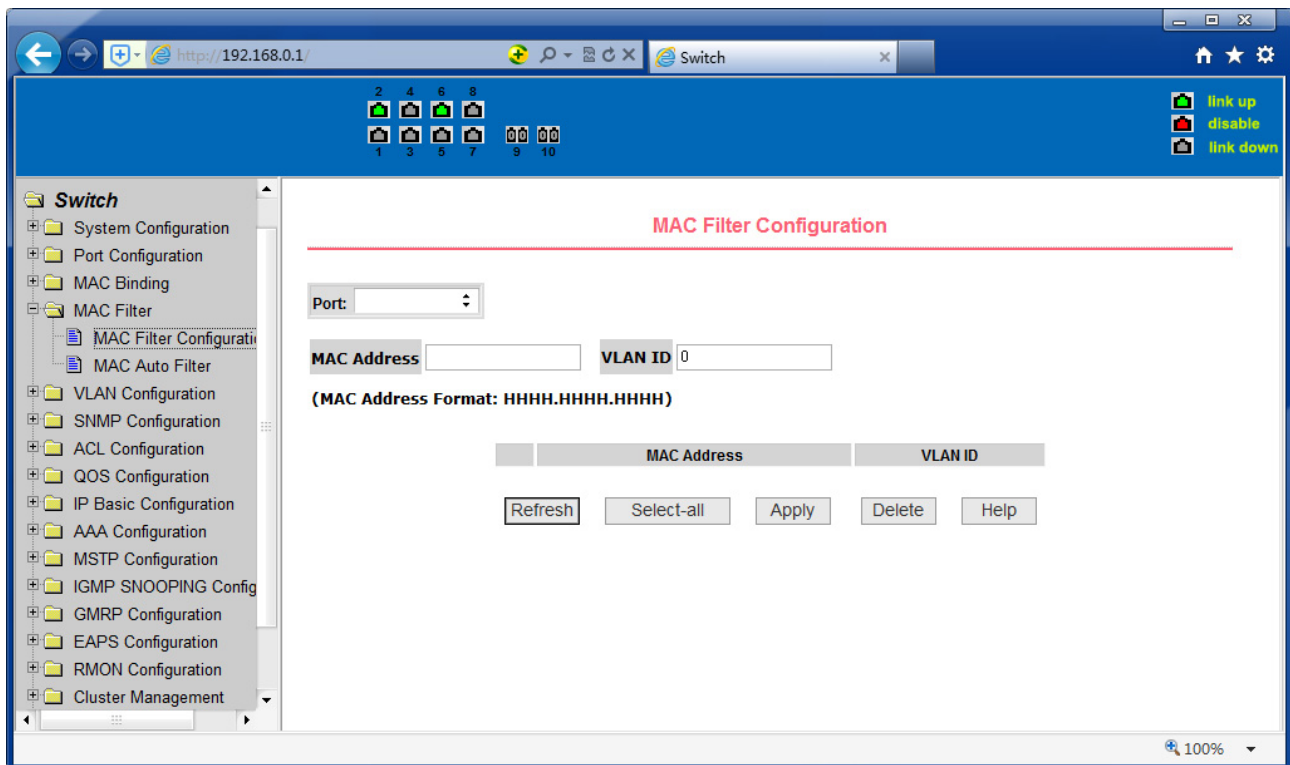 http://192.168.0.1/
Switch
2 4 6 8
1 3 5 7 9 10
link up
disable
link down
Switch
System Configuration
Port Configuration
MAC Binding
MAC Filter
MAC Filter Configuratio
MAC Auto Filter
VLAN Configuration
SNMP Configuration
ACL Configuration
QOS Configuration
IP Basic Configuration
AAA Configuration
MSTP Configuration
IGMP SNOOPING Config
GMRP Configuration
EAPS Configuration
RMON Configuration
Cluster Management
MAC Filter Configuration
Port:
MAC Address VLAN ID 0
(MAC Address Format: HHHH.HHHH.HHHH)
MAC Address VLAN ID
Refresh Select-all Apply Delete Help
100%